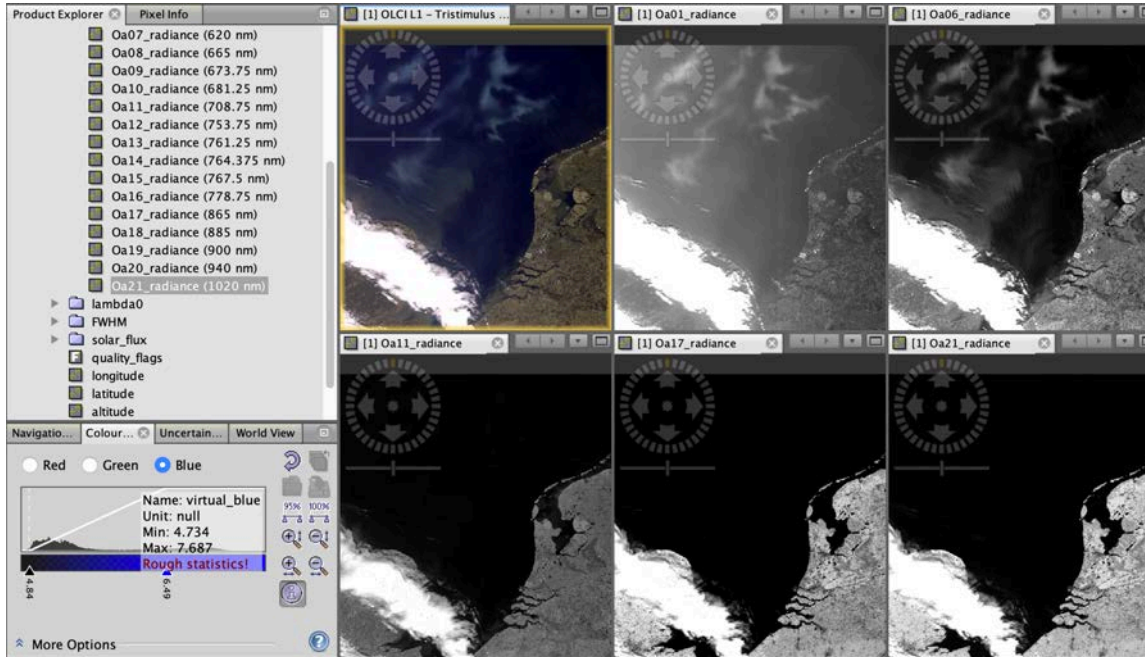 Product Explorer
Pixel Info
Oa07_radiance (620 nm)
Oa08_radiance (665 nm)
Oa09_radiance (673.75 nm)
Oa10_radiance (681.25 nm)
Oa11_radiance (708.75 nm)
Oa12_radiance (753.75 nm)
Oa13_radiance (761.25 nm)
Oa14_radiance (764.375 nm)
Oa15_radiance (767.5 nm)
Oa16_radiance (778.75 nm)
Oa17_radiance (865 nm)
Oa18_radiance (885 nm)
Oa19_radiance (900 nm)
Oa20_radiance (940 nm)
Oa21_radiance (1020 nm)
lambda0
FWHM
solar_flux
F quality_flags
longitude
latitude
altitude
Navigatio...
Colour...
Uncertain...
World View
Red
Green
Blue
Name: virtual_blue
Unit: null
Min: 4.734
Max: 7.687
Rough statistics!
4.84
6.49
95%
100%
More Options
?
[1] OLCI L1 – Tristimulus ...
[1] Oa01_radiance
[1] Oa06_radiance
[1] Oa11_radiance
[1] Oa17_radiance
[1] Oa21_radiance